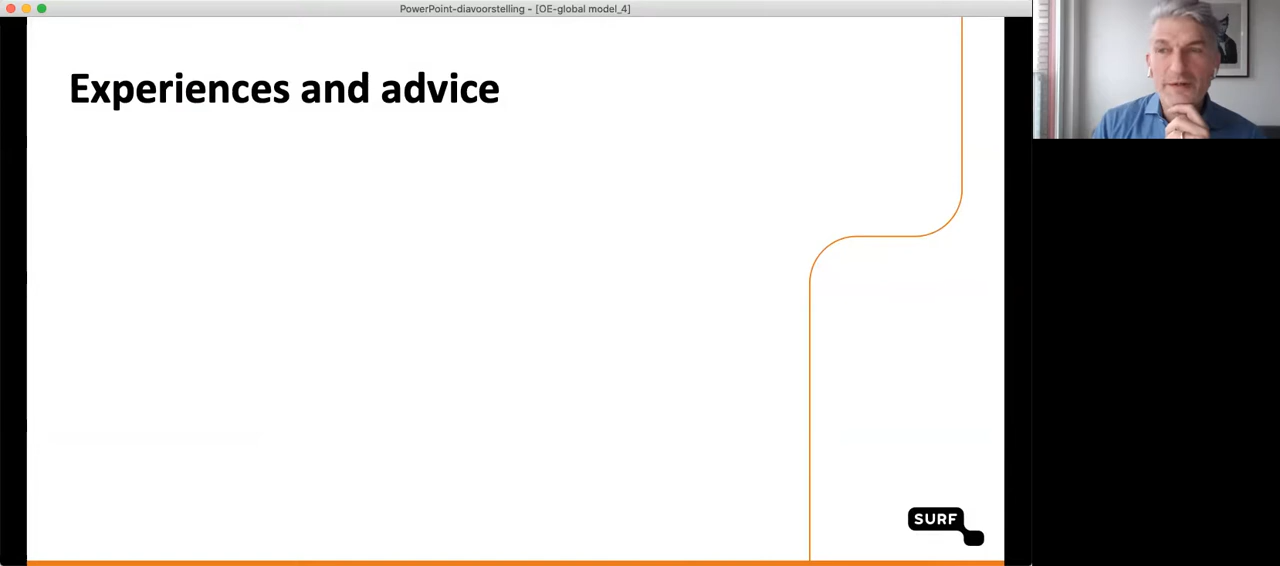 PowerPoint-diavoorstelling - [OE-global model_4]
Experiences and advice
SURF